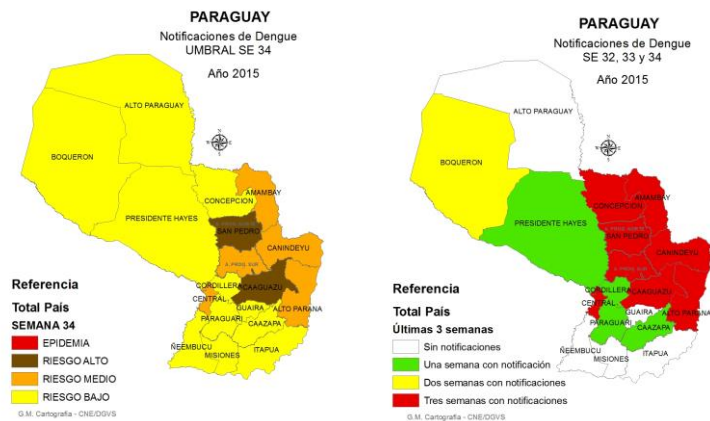 PARAGUAY
Notificaciones de Dengue
UMBRAL SE 34
Año 2015
ALTO PARAGUAY
BOQUERON
PRESIDENTE HAYES
CONCEPCION
AMAMBAY
SAN PEDRO
CANINDEYU
CORDILLERA
CAAGUAZU
CENTRAL
ALTO PARANA
GUAIRA
PARAGUARI
CAAZAPA
ÑEEMBUCU
MISIONES
ITAPUA
Referencia
Total País
SEMANA 34
EPIDEMIA
RIESGO ALTO
RIESGO MEDIO
RIESGO BAJO
G.M. Cartografia - CNE/DGVS
PARAGUAY
Notificaciones de Dengue
SE 32, 33 y 34
Año 2015
ALTO PARAGUAY
BOQUERON
PRESIDENTE HAYES
CONCEPCION
AMAMBAY
SAN PEDRO
CANINDEYU
CORDILLERA
CAAGUAZU
CENTRAL
ALTO PARANA
GUAIRA
PARAGUARI
CAAZAPA
ÑEEMBUCU
MISIONES
ITAPUA
Referencia
Total País
Últimas 3 semanas
Sin notificaciones
Una semana con notificación
Dos semanas con notificaciones
Tres semanas con notificaciones
G.M. Cartografia - CNE/DGVS